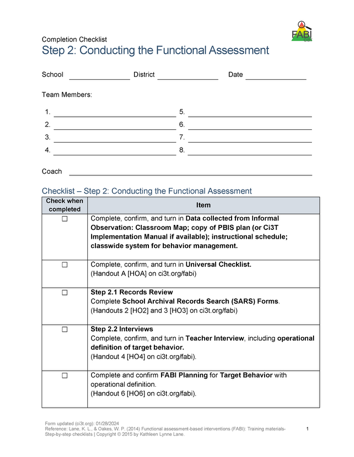 FABI
Completion Checklist
Step 2: Conducting the Functional Assessment
School District Date
Team Members:
1. 5.
2. 6.
3. 7.
4. 8.
Coach
Checklist – Step 2: Conducting the Functional Assessment
Check when
completed
Item
Complete, confirm, and turn in Data collected from Informal
Observation: Classroom Map; copy of PBIS plan (or Ci3T
Implementation Manual if available); instructional schedule;
classwide system for behavior management.
Complete, confirm, and turn in Universal Checklist.
(Handout A [HOA] on ci3t.org/fabi)
Step 2.1 Records Review
Complete School Archival Records Search (SARS) Forms.
(Handouts 2 [HO2] and 3 [HO3] on ci3t.org/fabi)
Step 2.2 Interviews
Complete, confirm, and turn in Teacher Interview, including operational
definition of target behavior.
(Handout 4 [HO4] on ci3t.org/fabi).
Complete and confirm FABI Planning for Target Behavior with
operational definition.
(Handout 6 [HO6] on ci3t.org/fabi).
Form updated (ci3t.org): 01/29/2024
Reference: Lane, K. L., & Oakes, W. P. (2014) Functional assessment-based interventions (FABI): Training materials- 1
Step-by-step checklists | Copyright © 2015 by Kathleen Lynne Lane